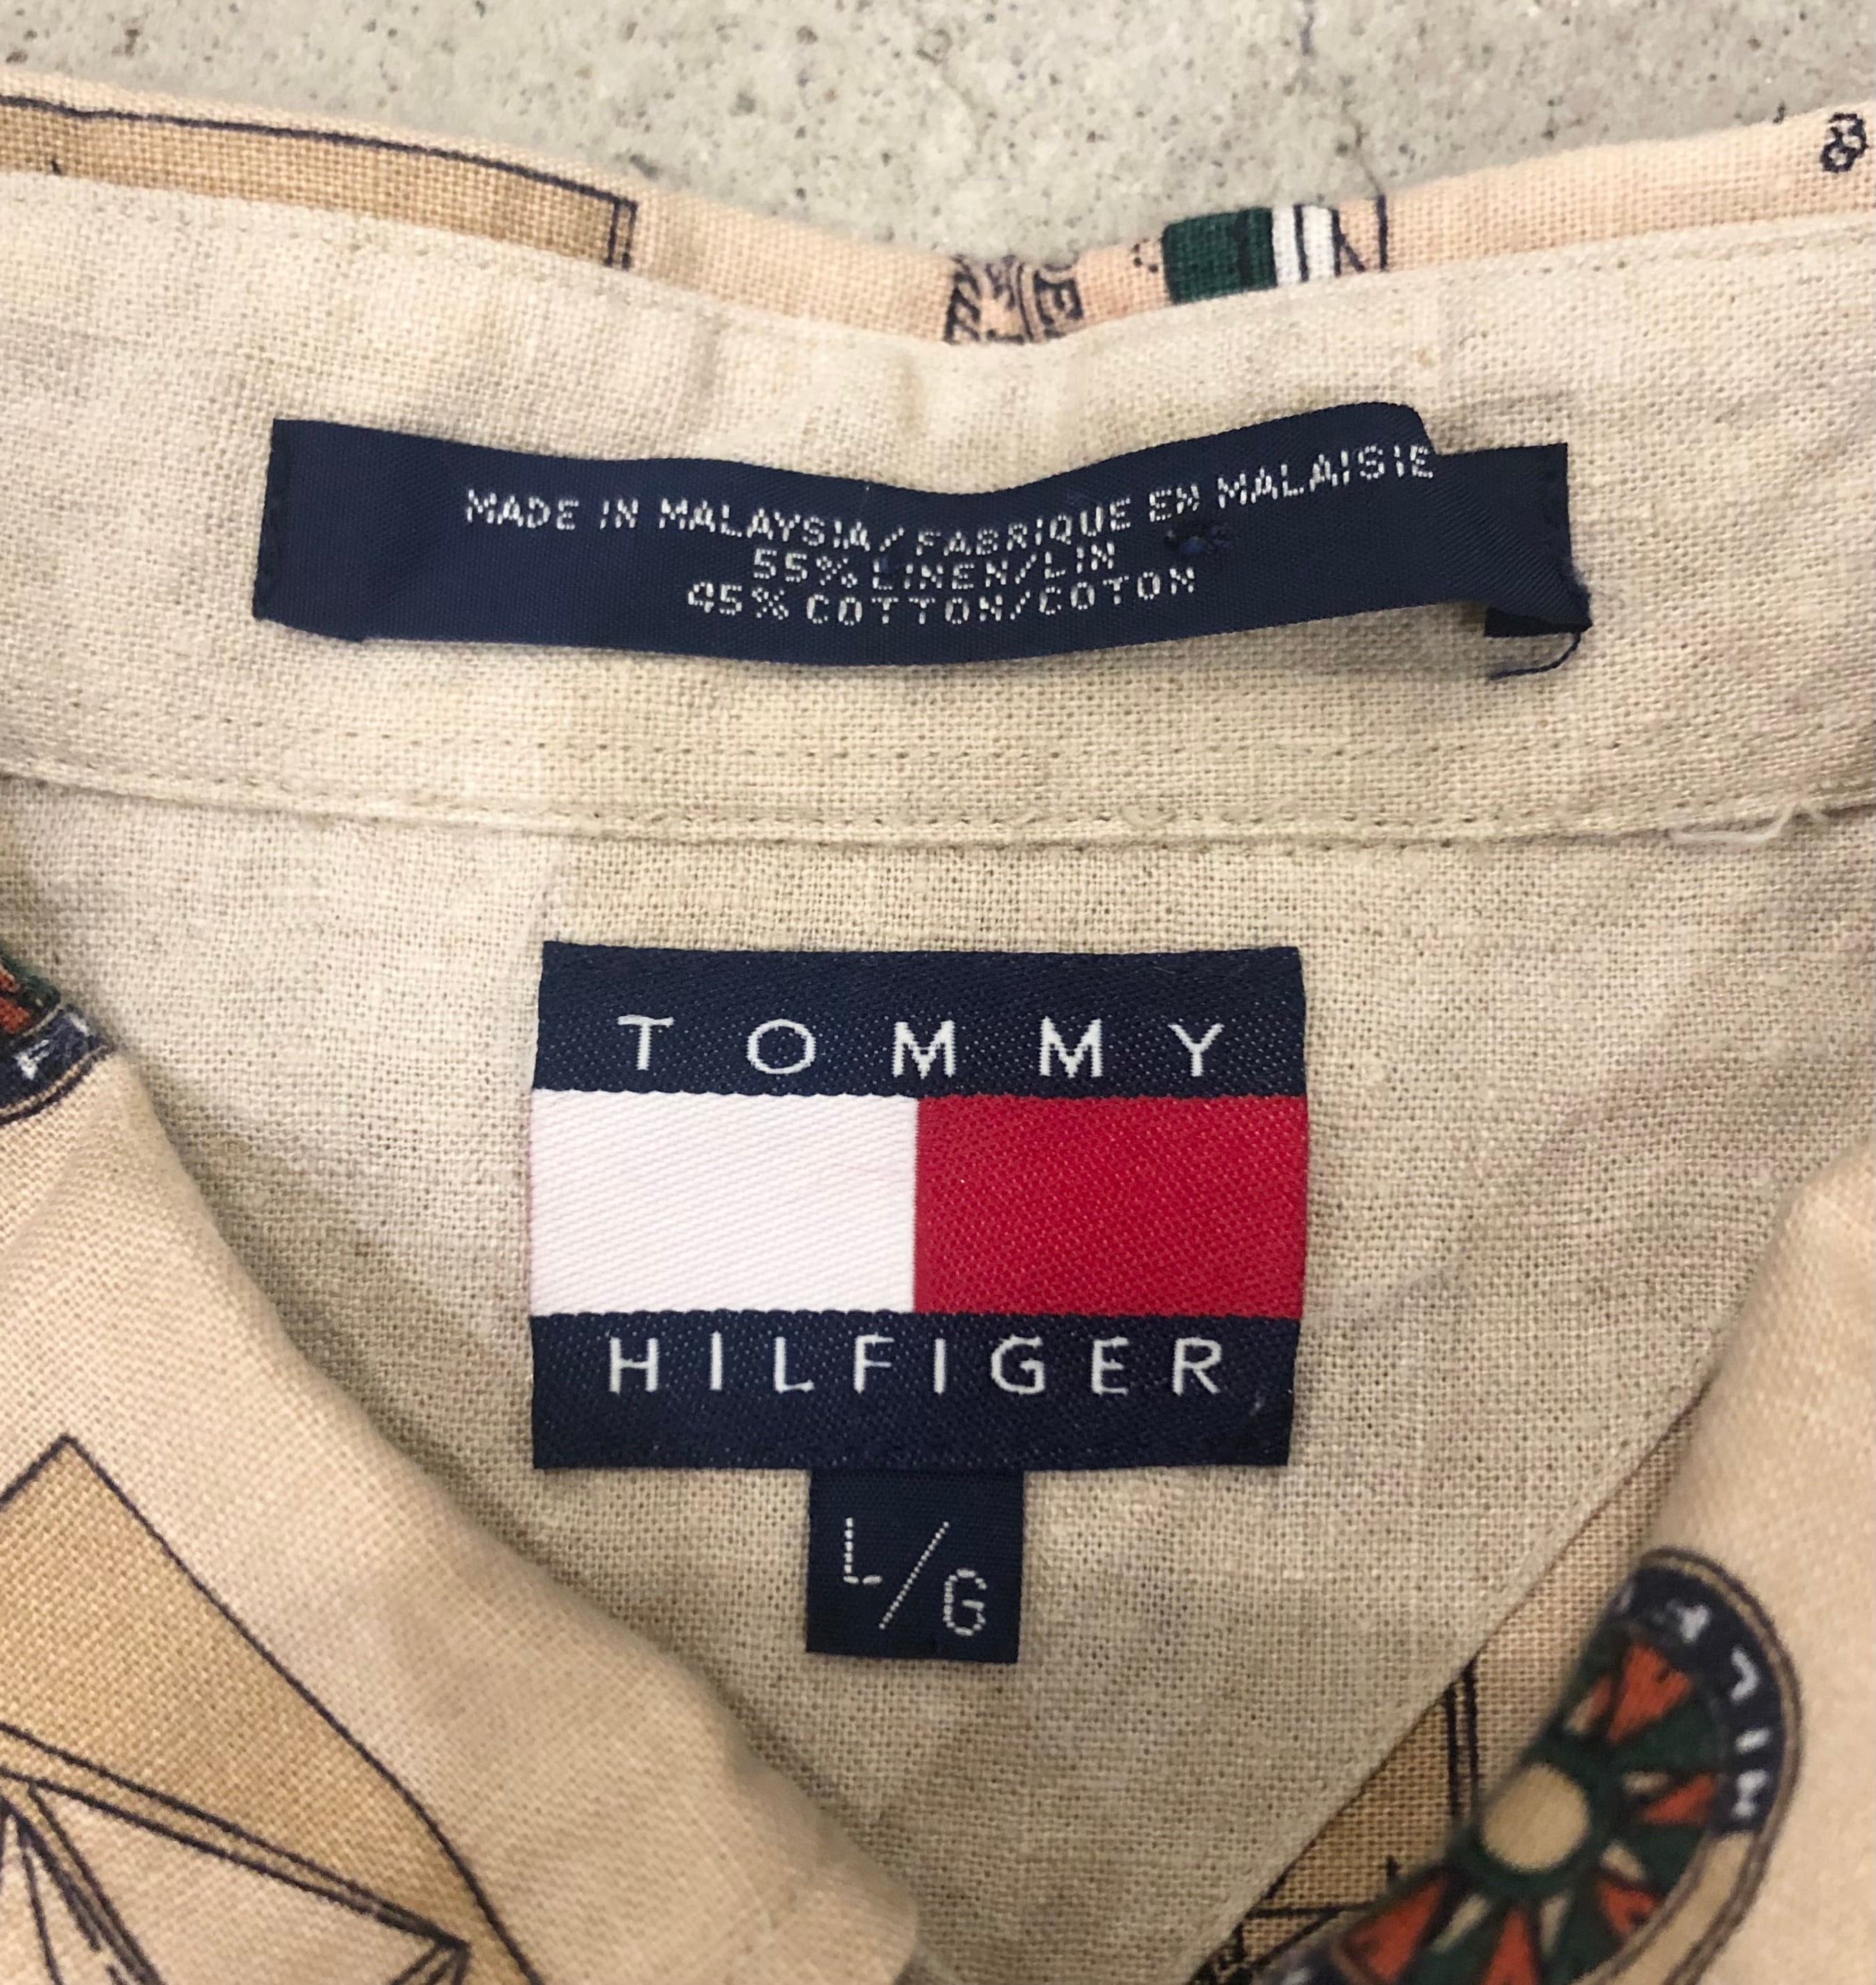 MADE IN MALAYSIA/FABRIQUE EN MALAISIE
55% LINEN/LIN
45% COTTON/COTON
TOMMY
HILFIGER
L/G